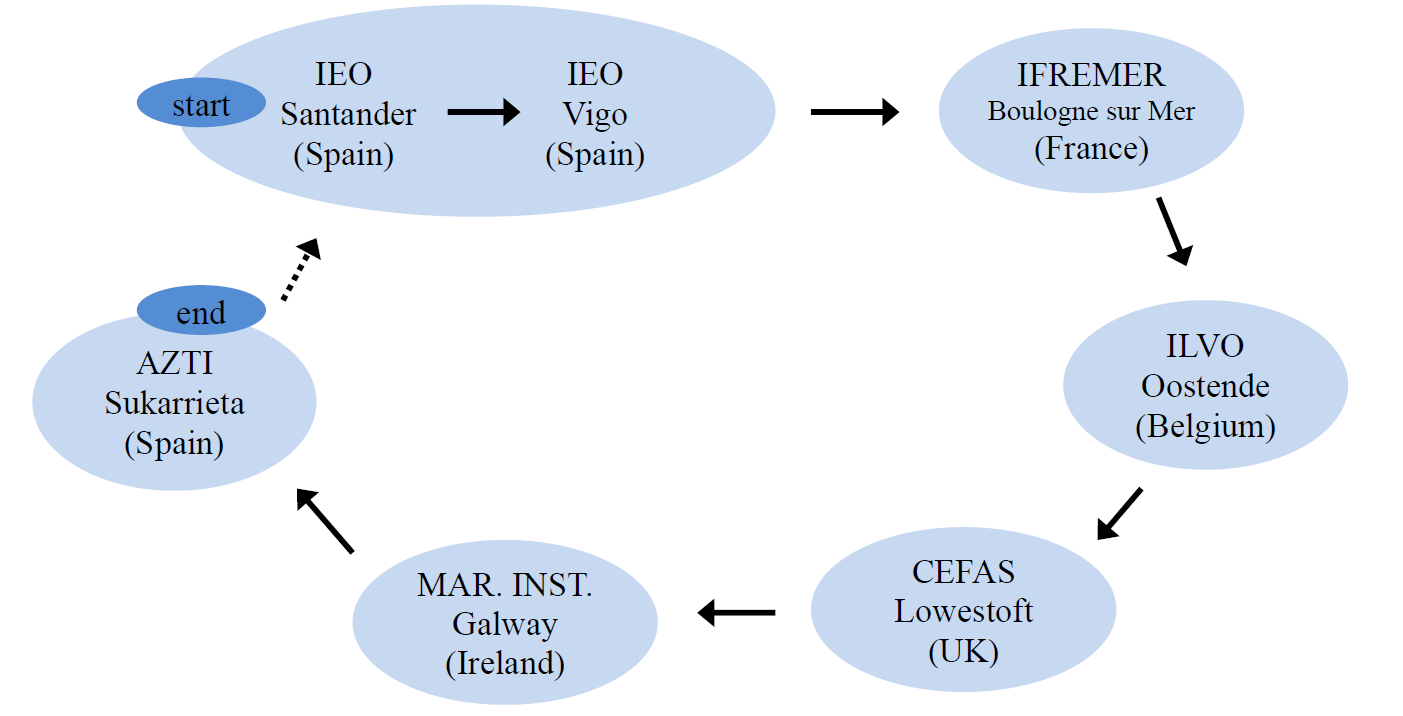 start
IEO
Santander
(Spain)
IEO
Vigo
(Spain)
IFREMER
Boulogne sur Mer
(France)
ILVO
Oostende
(Belgium)
CEFAS
Lowestoft
(UK)
MAR. INST.
Galway
(Ireland)
end
AZTI
Sukarrieta
(Spain)